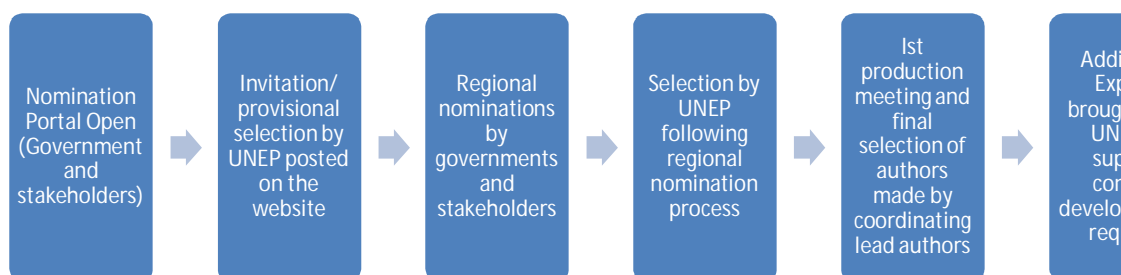 Nomination
Portal Open
(Government
and
stakeholders)
Invitation/
provisional
selection by
UNEP posted
on the
website
Regional
nominations
by
governments
and
stakeholders
Selection by
UNEP
following
regional
nomination
process
Ist
production
meeting and
final
selection of
authors
made by
coordinating
lead authors